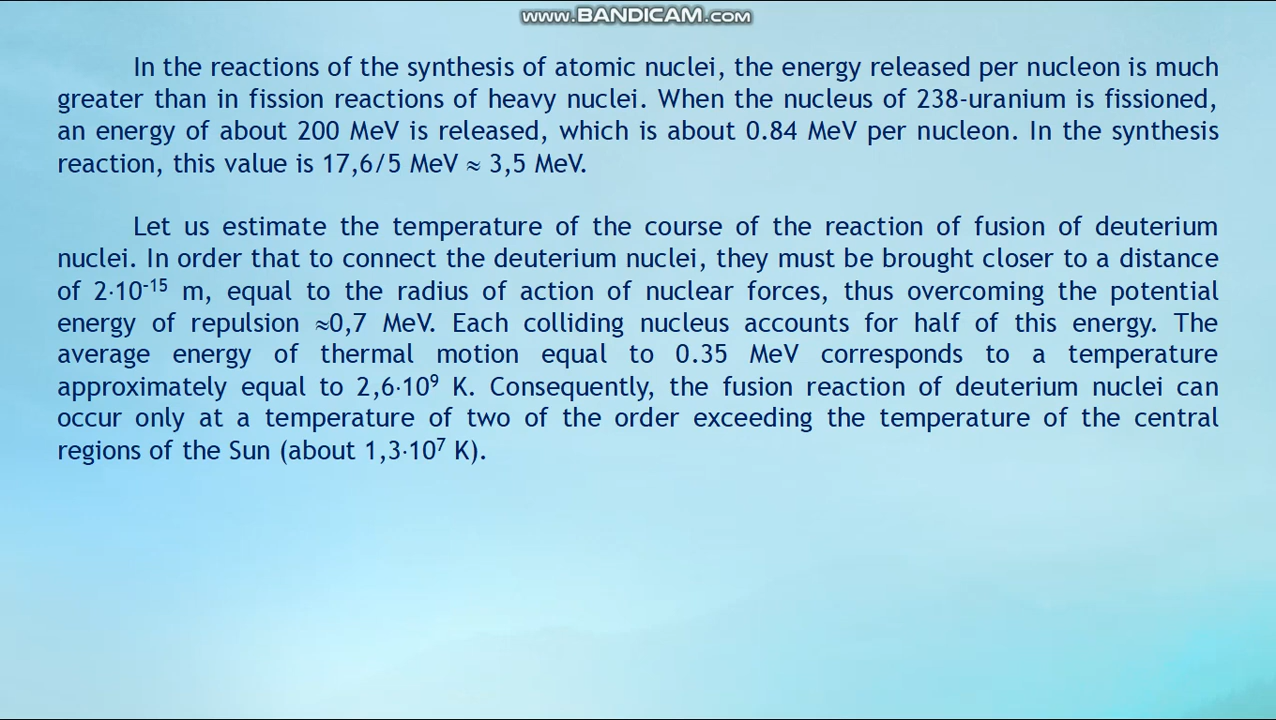 www.BANDICAM.com
In the reactions of the synthesis of atomic nuclei, the energy released per nucleon is much
greater than in fission reactions of heavy nuclei. When the nucleus of 238-uranium is fissioned,
an energy of about 200 MeV is released, which is about 0.84 MeV per nucleon. In the synthesis
reaction, this value is 17,6/5 MeV ≈ 3,5 MeV.
Let us estimate the temperature of the course of the reaction of fusion of deuterium
nuclei. In order that to connect the deuterium nuclei, they must be brought closer to a distance
of 2·10⁻¹⁵ m, equal to the radius of action of nuclear forces, thus overcoming the potential
energy of repulsion ≈0,7 MeV. Each colliding nucleus accounts for half of this energy. The
average energy of thermal motion equal to 0.35 MeV corresponds to a temperature
approximately equal to 2,6·10⁹ K. Consequently, the fusion reaction of deuterium nuclei can
occur only at a temperature of two of the order exceeding the temperature of the central
regions of the Sun (about 1,3·10⁷ K).